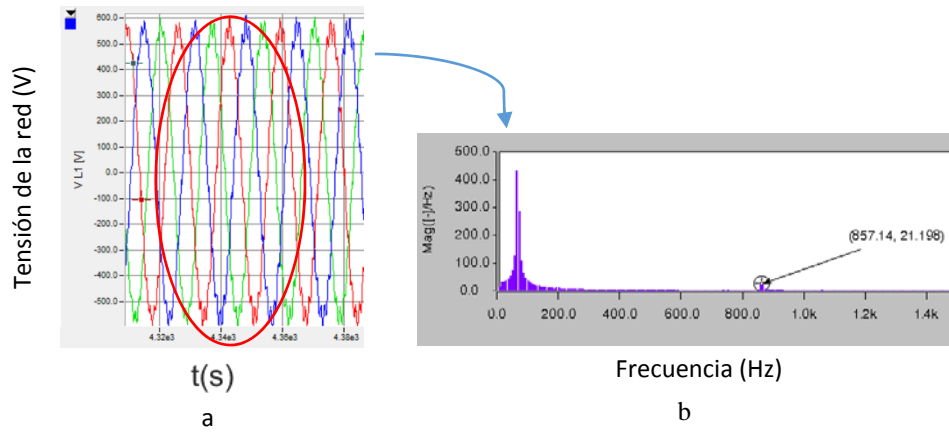 Tensión de la red (V)
V L1 [V]
600.0
500.0
400.0
300.0
200.0
100.0
0.0
-100.0
-200.0
-300.0
-400.0
-500.0
4.32e3
4.34e3
4.36e3
4.38e3
t(s)
a
Mag([-]/Hz)
600.0
500.0
400.0
300.0
200.0
100.0
0.0
(857.14, 21.198)
0.0
200.0
400.0
600.0
800.0
1.0k
1.2k
1.4k
Frecuencia (Hz)
b